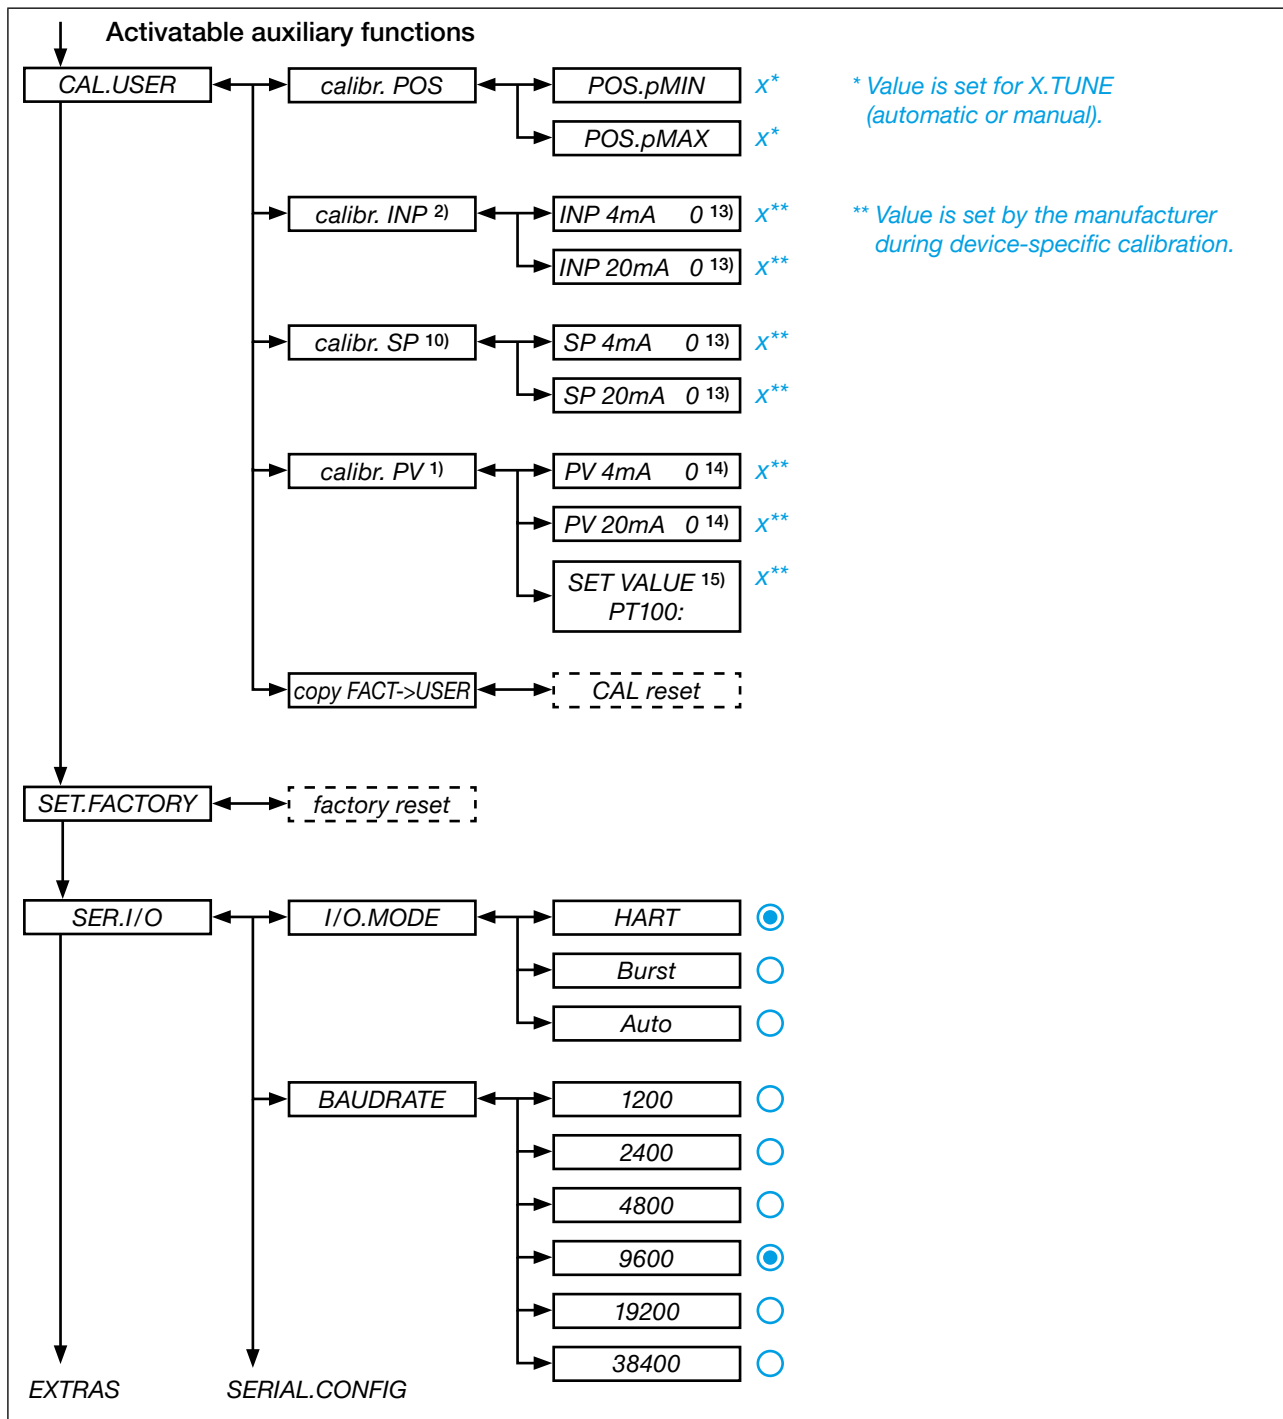 Activatable auxiliary functions
CAL.USER
calibr. POS
POS.pMIN
x*
* Value is set for X.TUNE
(automatic or manual).
POS.pMAX
x*
calibr. INP 2)
INP 4mA 0 13)
x**
** Value is set by the manufacturer
during device-specific calibration.
INP 20mA 0 13)
x**
calibr. SP 10)
SP 4mA 0 13)
x**
SP 20mA 0 13)
x**
calibr. PV 1)
PV 4mA 0 14)
x**
PV 20mA 0 14)
x**
SET VALUE 15)
PT100:
x**
copy FACT->USER
CAL reset
SET.FACTORY
factory reset
SER.I/O
I/O.MODE
HART
Burst
Auto
BAUDRATE
1200
2400
4800
9600
19200
38400
EXTRAS
SERIAL.CONFIG